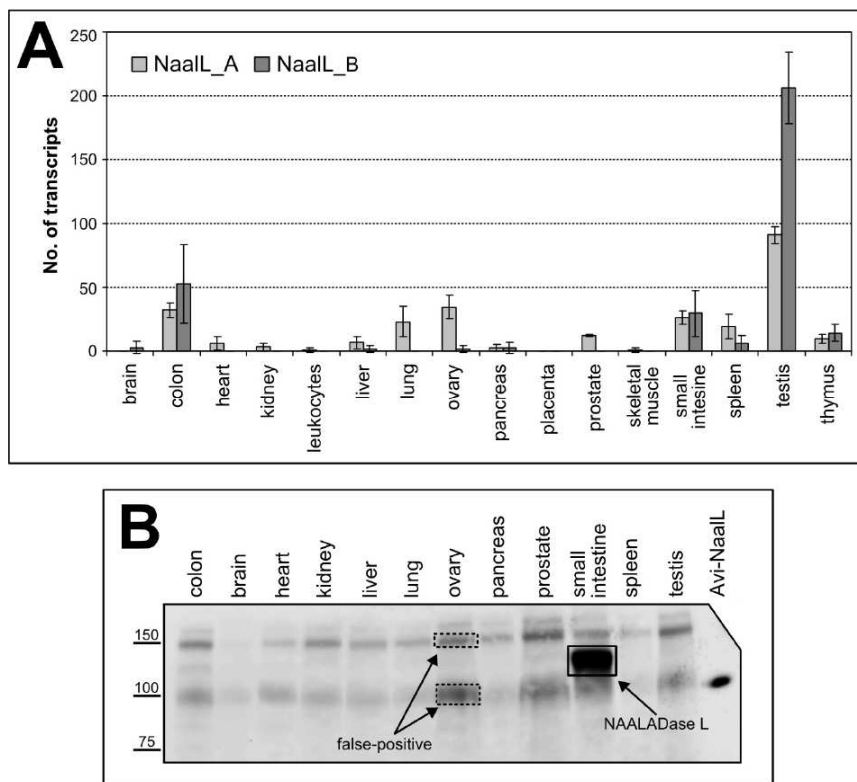 A
No. of transcripts
250
200
150
100
50
0
NaalL_A NaalL_B
brain
colon
heart
kidney
leukocytes
liver
lung
ovary
pancreas
placenta
prostate
skeletal
muscle
small
intesine
spleen
testis
thymus
B
colon
brain
heart
kidney
liver
lung
ovary
pancreas
prostate
small
intestine
spleen
testis
Avi-NaalL
150
100
75
false-positive
NAALADase L